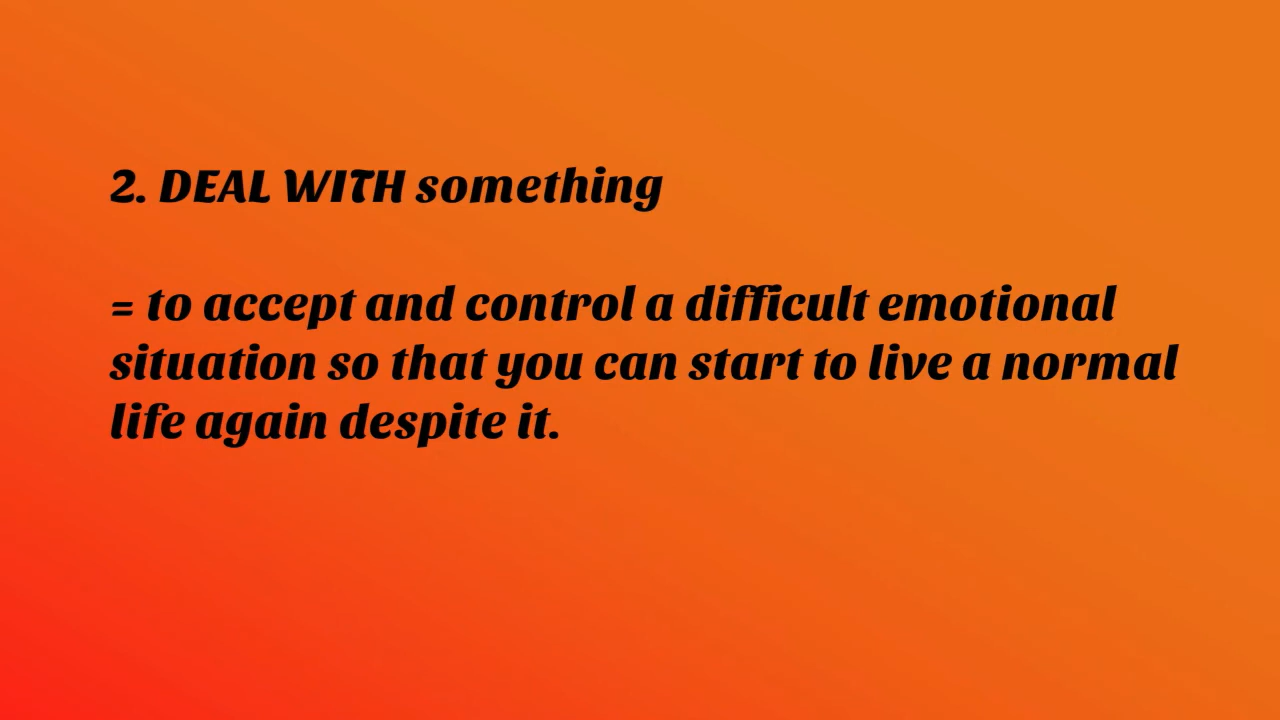 2. DEAL WITH something
= to accept and control a difficult emotional
situation so that you can start to live a normal
life again despite it.